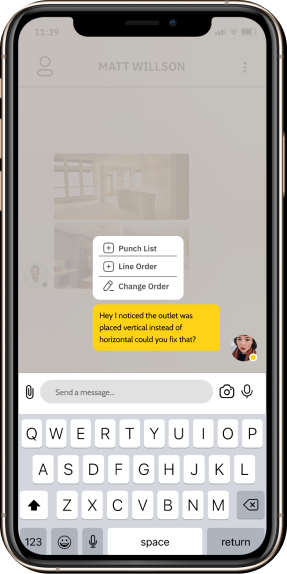 11:39
MATT WILLSON
Punch List
Line Order
Change Order
Hey I noticed the outlet was
placed vertical instead of
horizontal could you fix that?
Send a message...
Q W E R T Y U I O P
A S D F G H J K L
Z X C V B N M
123 space return